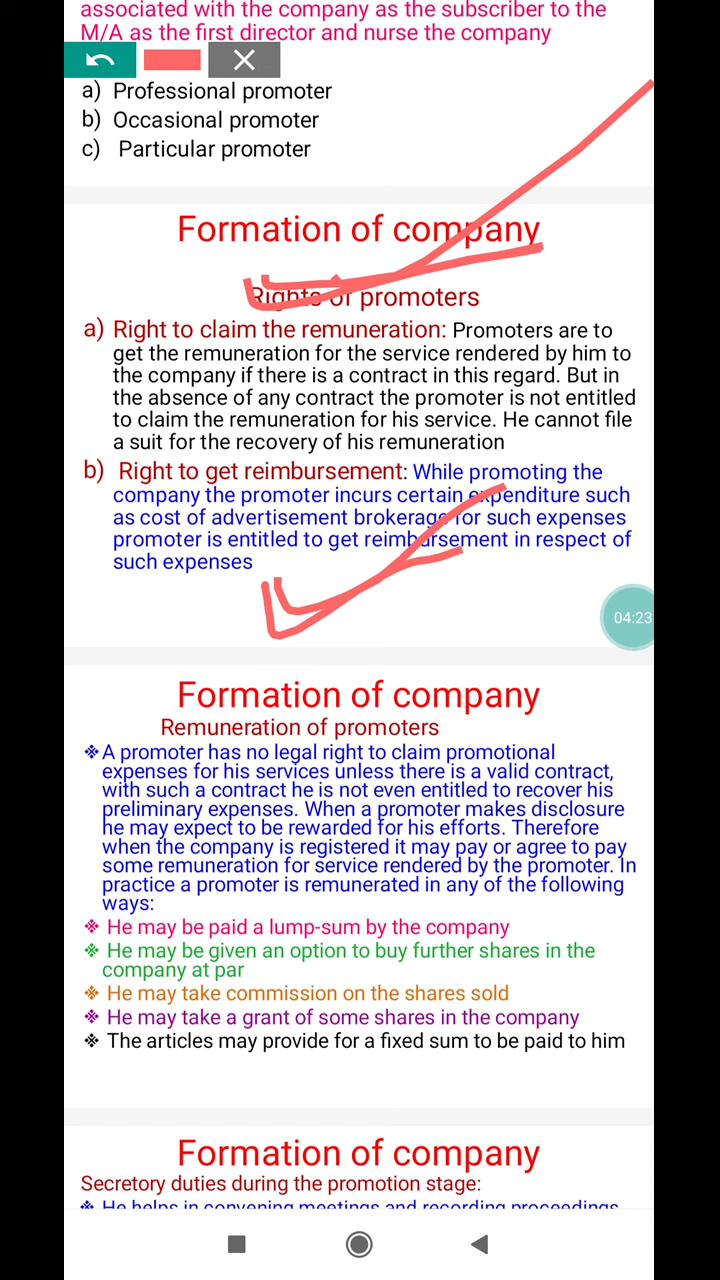 associated with the company as the subscriber to the
M/A as the first director and nurse the company
a) Professional promoter
b) Occasional promoter
c) Particular promoter
Formation of company
Rights of promoters
a) Right to claim the remuneration: Promoters are to
get the remuneration for the service rendered by him to
the company if there is a contract in this regard. But in
the absence of any contract the promoter is not entitled
to claim the remuneration for his service. He cannot file
a suit for the recovery of his remuneration
b) Right to get reimbursement: While promoting the
company the promoter incurs certain expenditure such
as cost of advertisement brokerage for such expenses
promoter is entitled to get reimbursement in respect of
such expenses
04:23
Formation of company
Remuneration of promoters
❖ A promoter has no legal right to claim promotional
expenses for his services unless there is a valid contract,
with such a contract he is not even entitled to recover his
preliminary expenses. When a promoter makes disclosure
he may expect to be rewarded for his efforts. Therefore
when the company is registered it may pay or agree to pay
some remuneration for service rendered by the promoter. In
practice a promoter is remunerated in any of the following
ways:
❖ He may be paid a lump-sum by the company
❖ He may be given an option to buy further shares in the
company at par
❖ He may take commission on the shares sold
❖ He may take a grant of some shares in the company
❖ The articles may provide for a fixed sum to be paid to him
Formation of company
Secretory duties during the promotion stage:
❖ He helps in convening meetings and recording proceedings